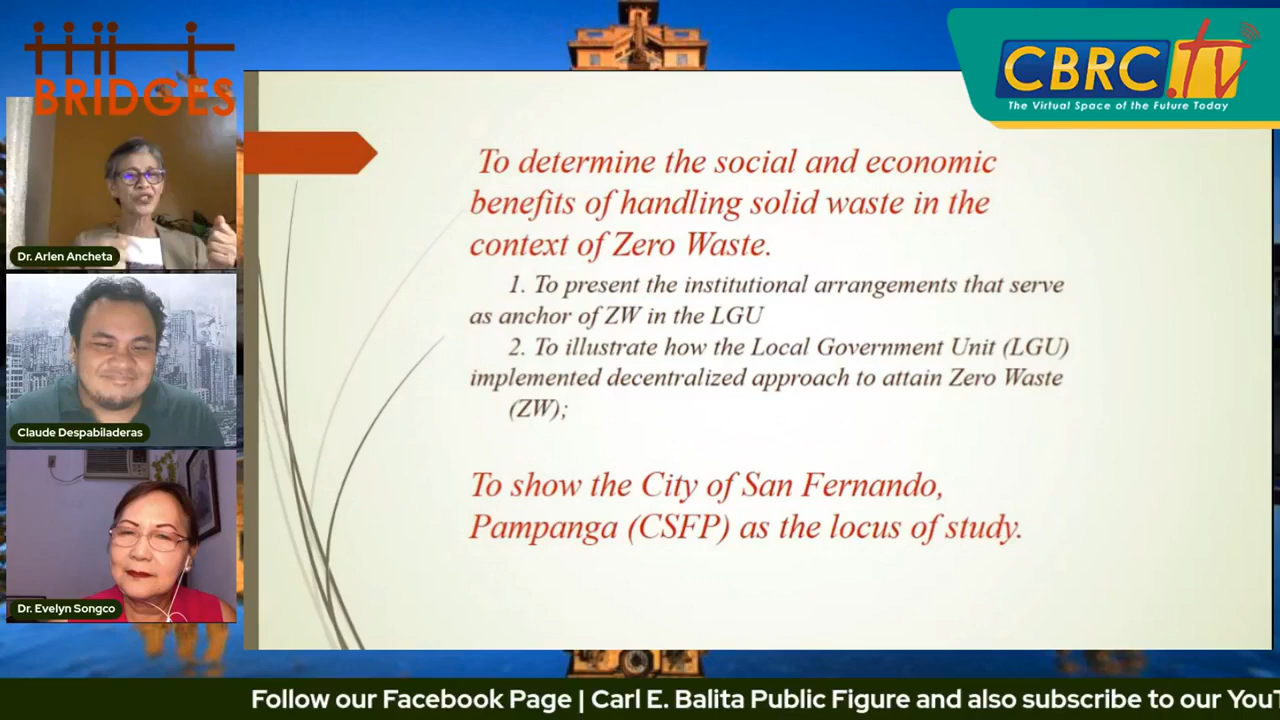 BRIDGES
CBRC.tv
The Virtual Space of the Future Today
Dr. Arlen Ancheta
Claude Despabiladeras
Dr. Evelyn Songco
To determine the social and economic
benefits of handling solid waste in the
context of Zero Waste.
1. To present the institutional arrangements that serve
as anchor of ZW in the LGU
2. To illustrate how the Local Government Unit (LGU)
implemented decentralized approach to attain Zero Waste
(ZW);
To show the City of San Fernando,
Pampanga (CSFP) as the locus of study.
Follow our Facebook Page | Carl E. Balita Public Figure and also subscribe to our YouT